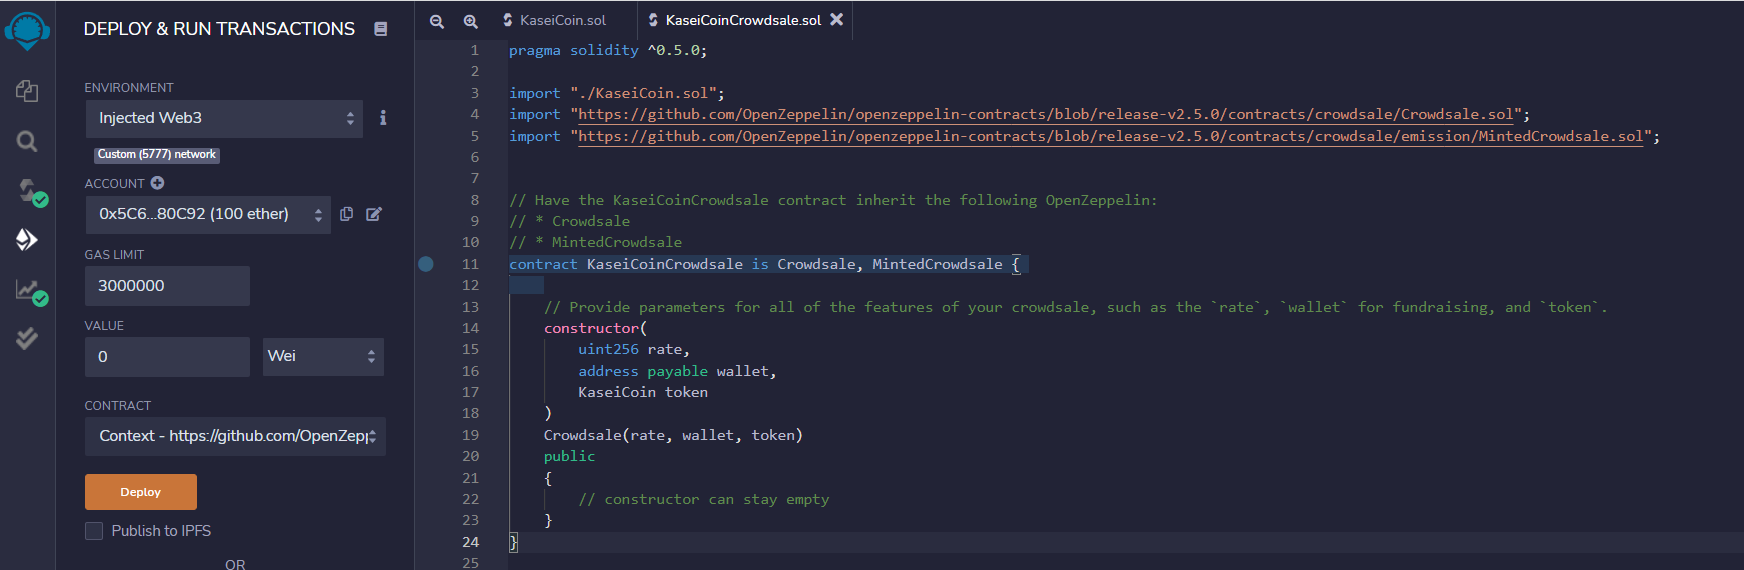 DEPLOY & RUN TRANSACTIONS
ENVIRONMENT
Injected Web3
Custom (5777) network
ACCOUNT
0x5C6...80C92 (100 ether)
GAS LIMIT
3000000
VALUE
0
Wei
CONTRACT
Context - https://github.com/OpenZepp
Deploy
Publish to IPFS
OR
KaseiCoin.sol
KaseiCoinCrowdsale.sol
1 pragma solidity ^0.5.0;
2
3 import "./KaseiCoin.sol";
4 import "https://github.com/OpenZeppelin/openzeppelin-contracts/blob/release-v2.5.0/contracts/crowdsale/Crowdsale.sol";
5 import "https://github.com/OpenZeppelin/openzeppelin-contracts/blob/release-v2.5.0/contracts/crowdsale/emission/MintedCrowdsale.sol";
6
7
8 // Have the KaseiCoinCrowdsale contract inherit the following OpenZeppelin:
9 // * Crowdsale
10 // * MintedCrowdsale
11 contract KaseiCoinCrowdsale is Crowdsale, MintedCrowdsale {
12
13 // Provide parameters for all of the features of your crowdsale, such as the `rate`, `wallet` for fundraising, and `token`.
14 constructor(
15 uint256 rate,
16 address payable wallet,
17 KaseiCoin token
18 )
19 Crowdsale(rate, wallet, token)
20 public
21 {
22 // constructor can stay empty
23 }
24 }
25